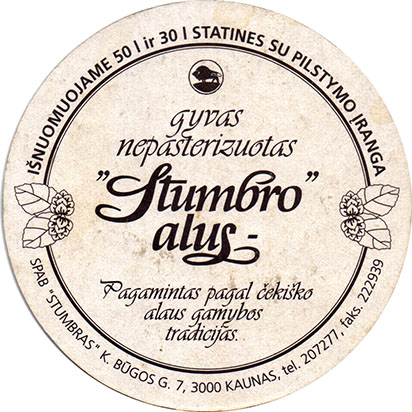 IŠNUOMUOJAME 50 l ir 30 l STATINES SU PILSTYMO ĮRANGA
gyvas
nepasterizuotas
"Stumbro"
alus-
Pagamintas pagal čekiško
alaus gamybos
tradicijas.
SPAB "STUMBRAS" K. BŪGOS G. 7, 3000 KAUNAS, tel. 207277, faks. 222939